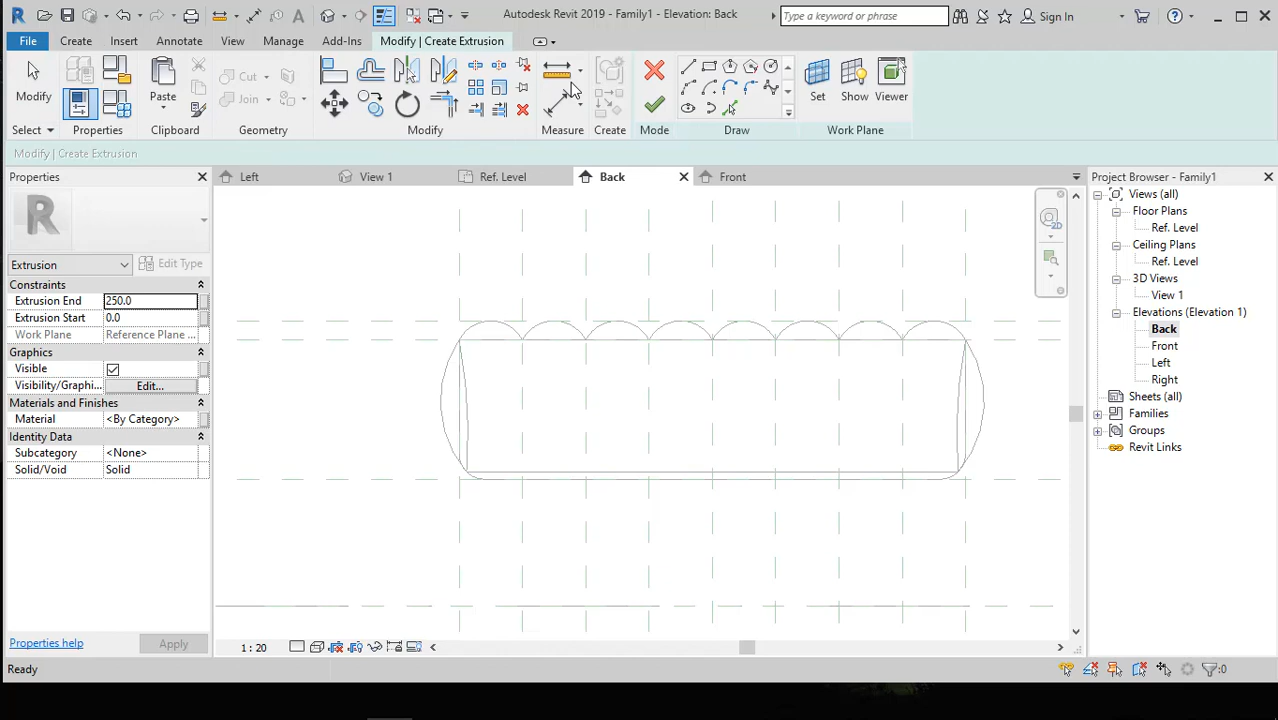 Autodesk Revit 2019 - Family1 - Elevation: Back
Type a keyword or phrase
Sign In
File
Create
Insert
Annotate
View
Manage
Add-Ins
Modify | Create Extrusion
Modify
Paste
Cut
Join
Set
Show
Viewer
Select
Properties
Clipboard
Geometry
Modify
Measure
Create
Mode
Draw
Work Plane
Modify | Create Extrusion
Properties
Left
View 1
Ref. Level
Back
Front
Project Browser - Family1
R
Extrusion
Edit Type
Constraints
Extrusion End 250.0
Extrusion Start 0.0
Work Plane Reference Plane ...
Graphics
Visible
Visibility/Graphi... Edit...
Materials and Finishes
Material <By Category>
Identity Data
Subcategory <None>
Solid/Void Solid
Properties help
Apply
2D
Views (all)
Floor Plans
Ref. Level
Ceiling Plans
Ref. Level
3D Views
View 1
Elevations (Elevation 1)
Back
Front
Left
Right
Sheets (all)
Families
Groups
Revit Links
1 : 20
Ready
:0